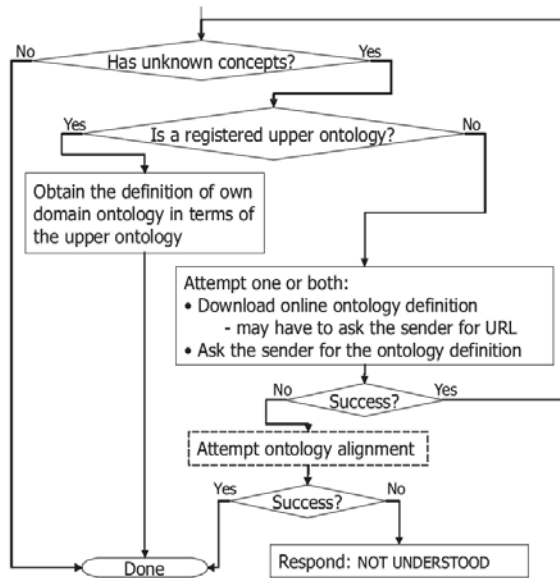 No
Yes
Has unknown concepts?
Yes
No
Is a registered upper ontology?
Obtain the definition of own
domain ontology in terms of
the upper ontology
Attempt one or both:
• Download online ontology definition
- may have to ask the sender for URL
• Ask the sender for the ontology definition
No
Yes
Success?
Attempt ontology alignment
Yes
No
Success?
Done
Respond: NOT UNDERSTOOD